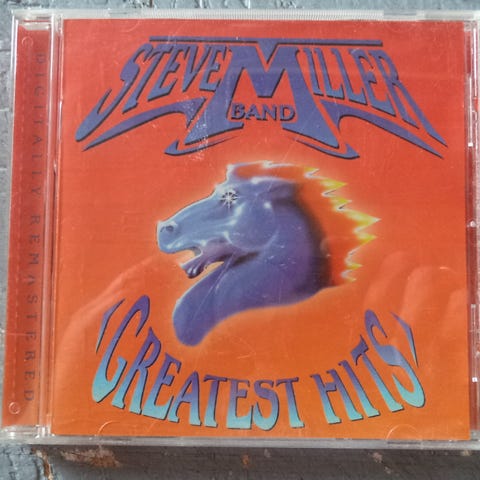 STEVE MILLER
BAND
GREATEST HITS
DIGITALLY REMASTERED